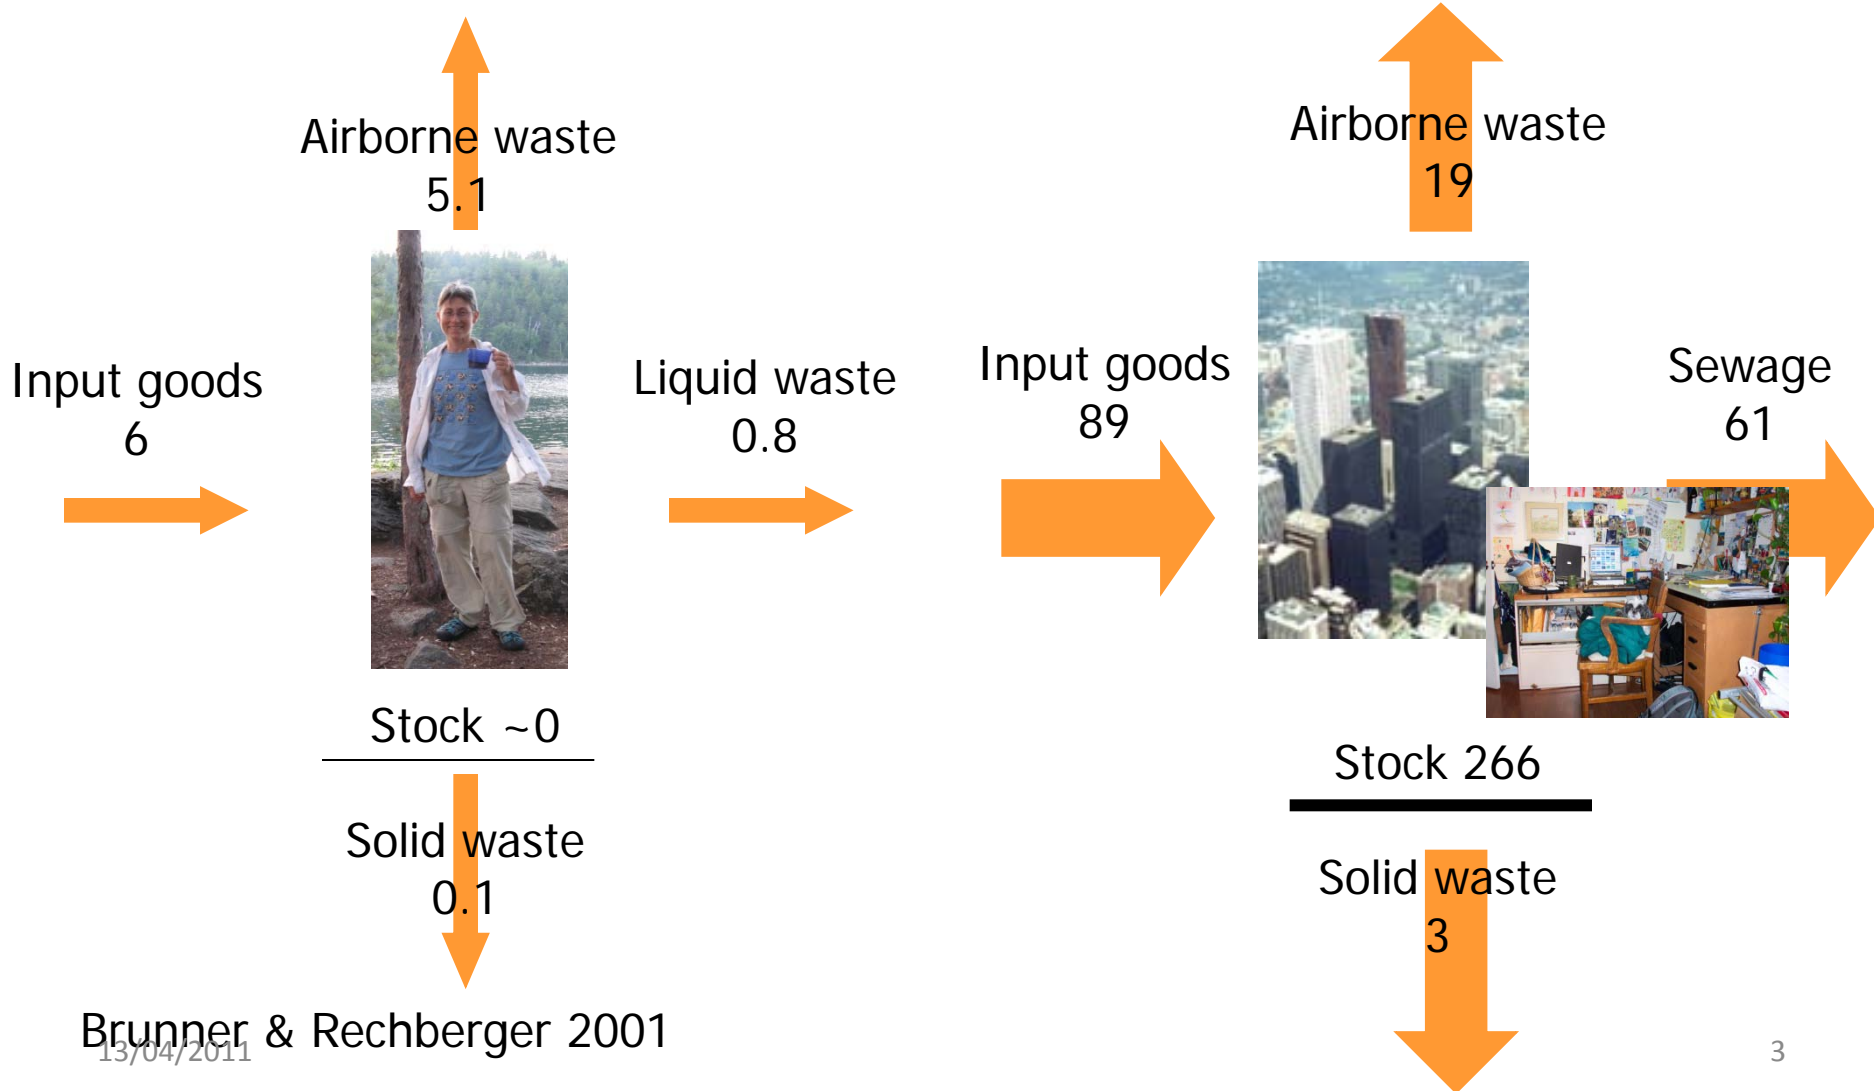 Airborne waste
5.1
Input goods
6
Liquid waste
0.8
Stock ~0
Solid waste
0.1
Airborne waste
19
Input goods
89
Sewage
61
Stock 266
Solid waste
3
Brunner & Rechberger 2001
13/04/2011
3